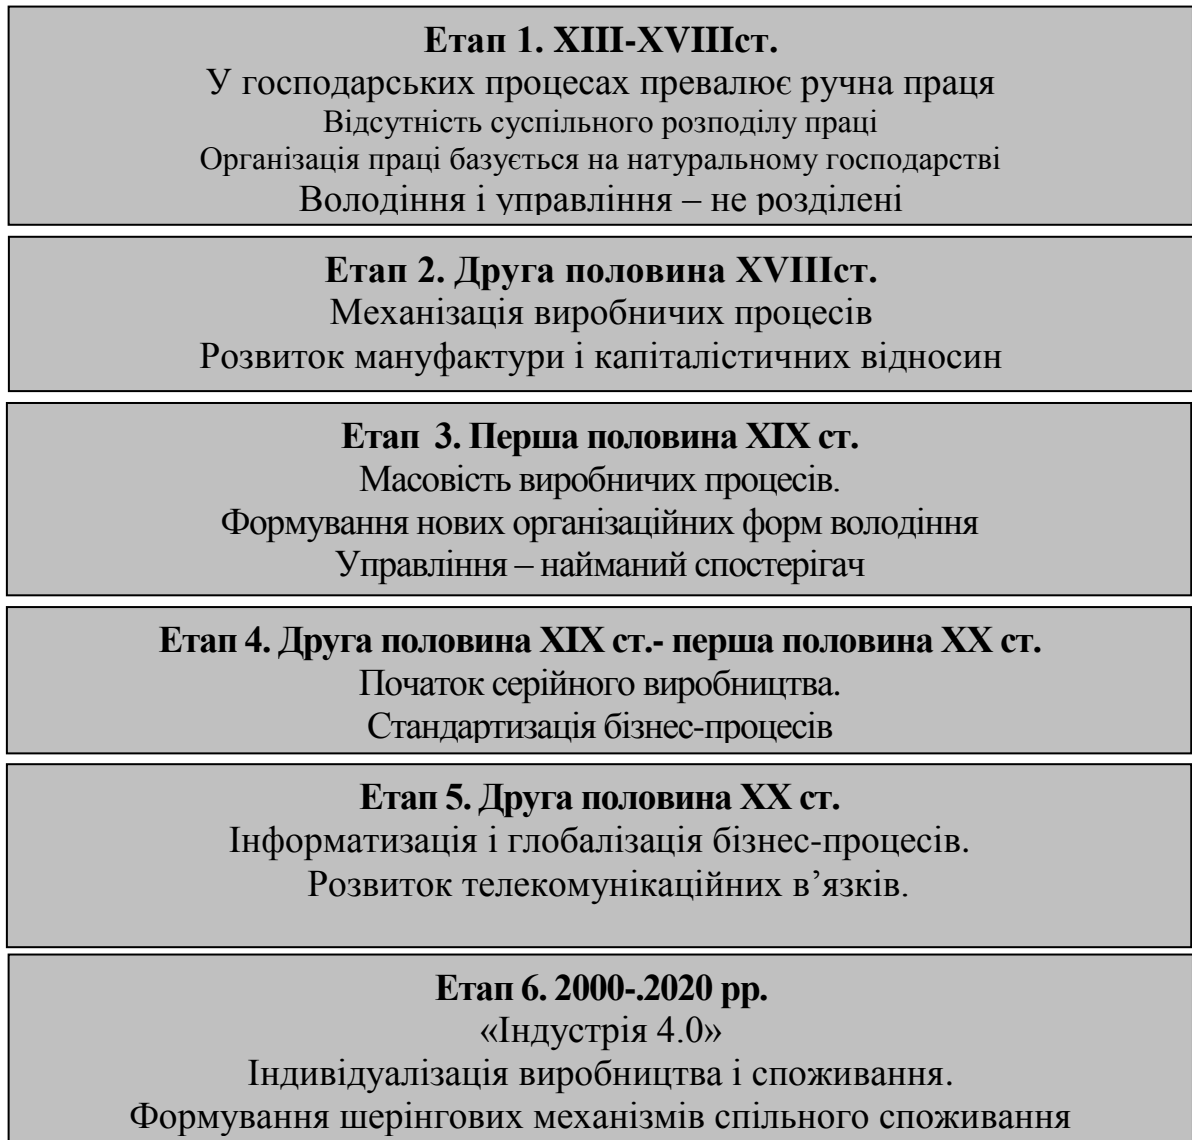 Етап 1. XIII-XVIIIст.
У господарських процесах превалює ручна праця
Відсутність суспільного розподілу праці
Організація праці базується на натуральному господарстві
Володіння і управління – не розділені
Етап 2. Друга половина XVIIIст.
Механізація виробничих процесів
Розвиток мануфактури і капіталістичних відносин
Етап 3. Перша половина XIX ст.
Масовість виробничих процесів.
Формування нових організаційних форм володіння
Управління – найманий спостерігач
Етап 4. Друга половина XIX ст.- перша половина XX ст.
Початок серійного виробництва.
Стандартизація бізнес-процесів
Етап 5. Друга половина XX ст.
Інформатизація і глобалізація бізнес-процесів.
Розвиток телекомунікаційних в’язків.
Етап 6. 2000-.2020 рр.
«Індустрія 4.0»
Індивідуалізація виробництва і споживання.
Формування шерінгових механізмів спільного споживання